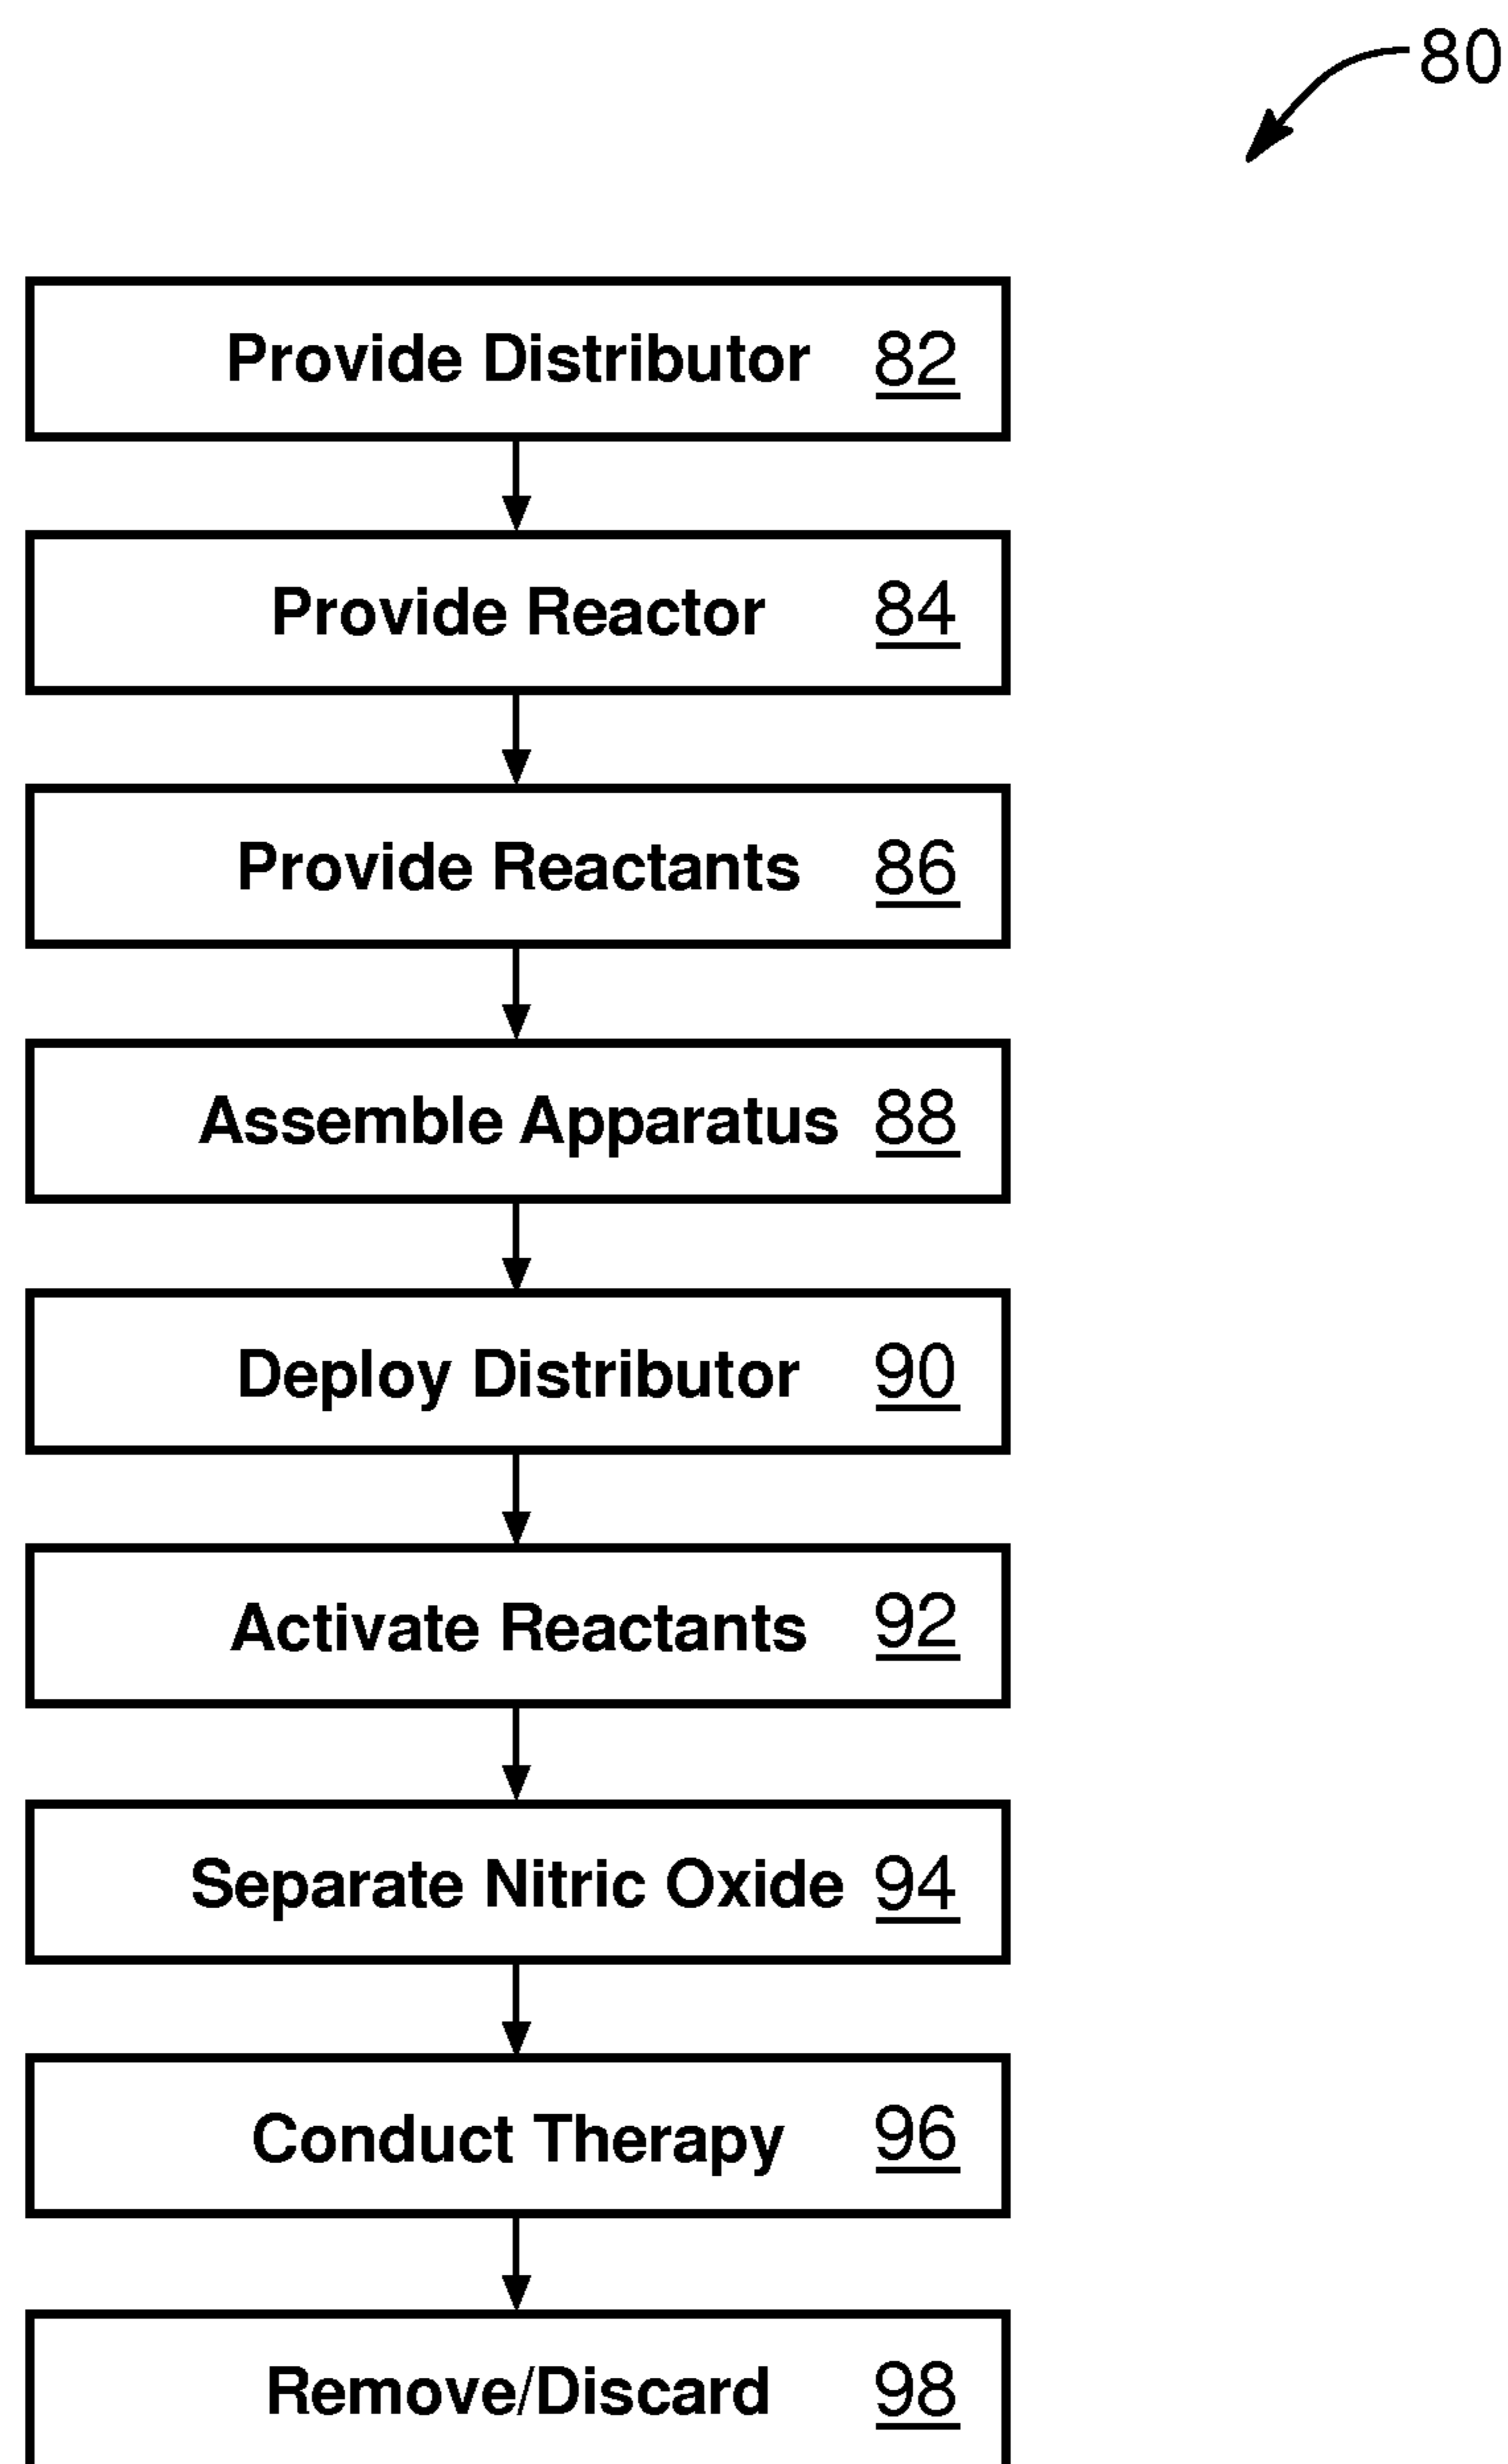 80
Provide Distributor 82
Provide Reactor 84
Provide Reactants 86
Assemble Apparatus 88
Deploy Distributor 90
Activate Reactants 92
Separate Nitric Oxide 94
Conduct Therapy 96
Remove/Discard 98